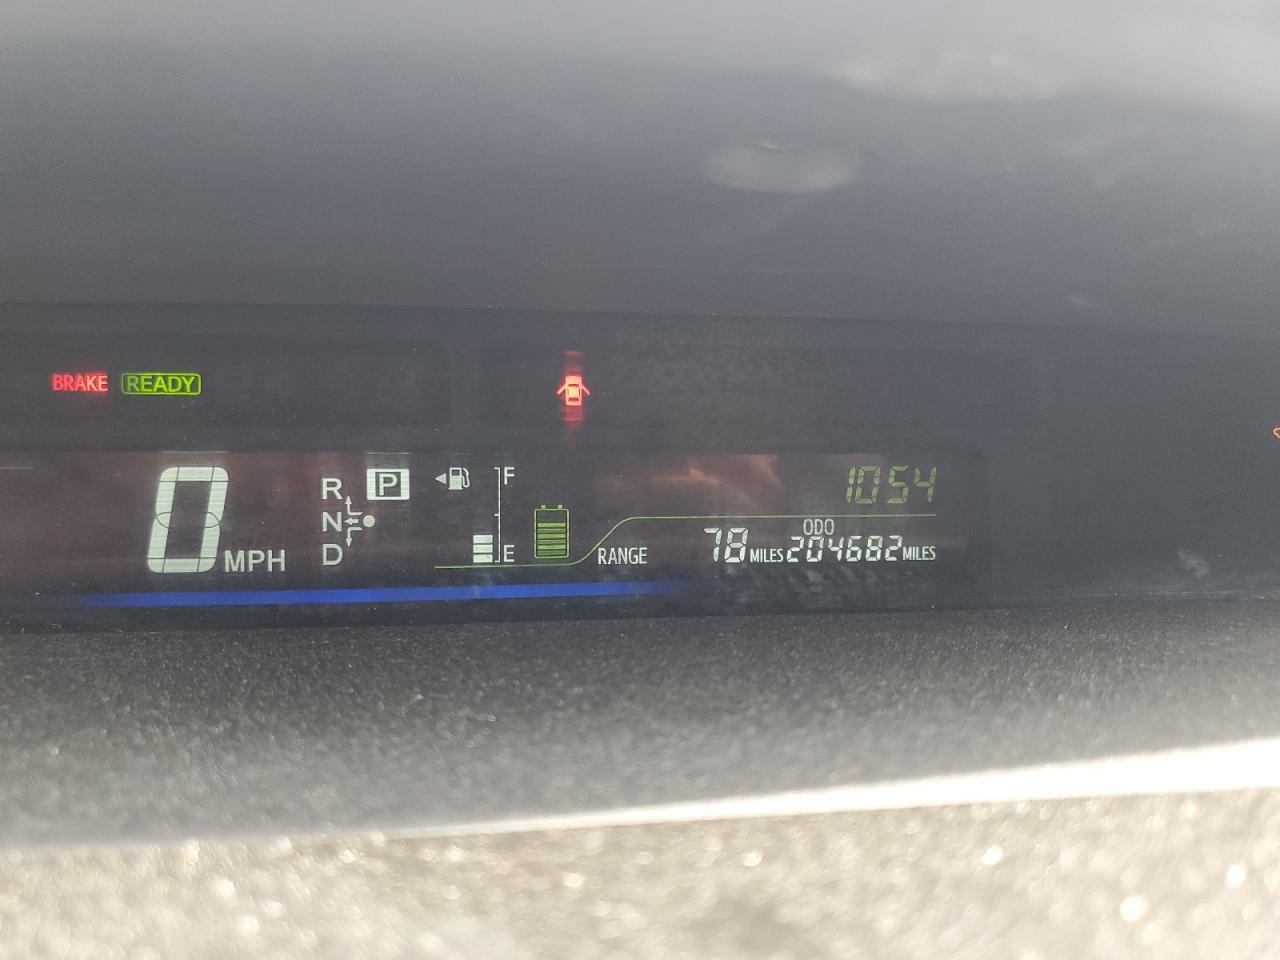 BRAKE READY
F
1054
R P
N
ODO
0 MPH D E RANGE 78 MILES 204682 MILES